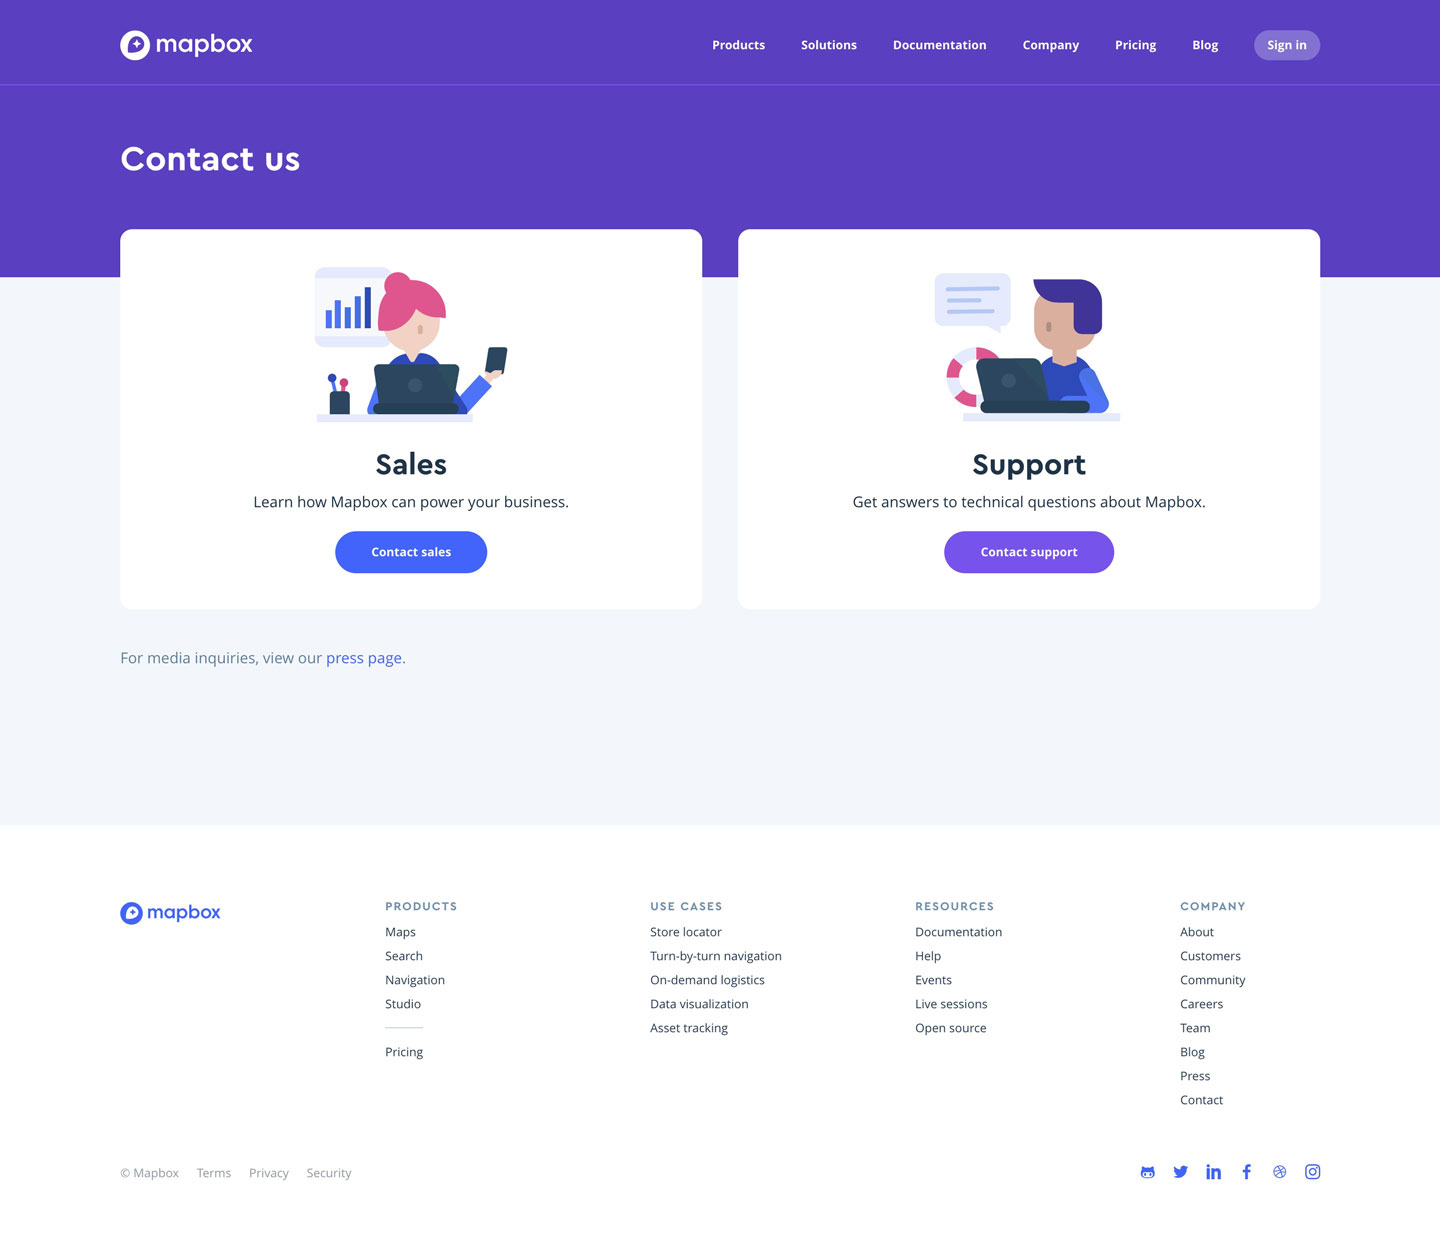 mapbox
Products Solutions Documentation Company Pricing Blog Sign in
Contact us
Sales
Learn how Mapbox can power your business.
Contact sales
Support
Get answers to technical questions about Mapbox.
Contact support
For media inquiries, view our press page.
mapbox
PRODUCTS
Maps
Search
Navigation
Studio
Pricing
USE CASES
Store locator
Turn-by-turn navigation
On-demand logistics
Data visualization
Asset tracking
RESOURCES
Documentation
Help
Events
Live sessions
Open source
COMPANY
About
Customers
Community
Careers
Team
Blog
Press
Contact
© Mapbox Terms Privacy Security